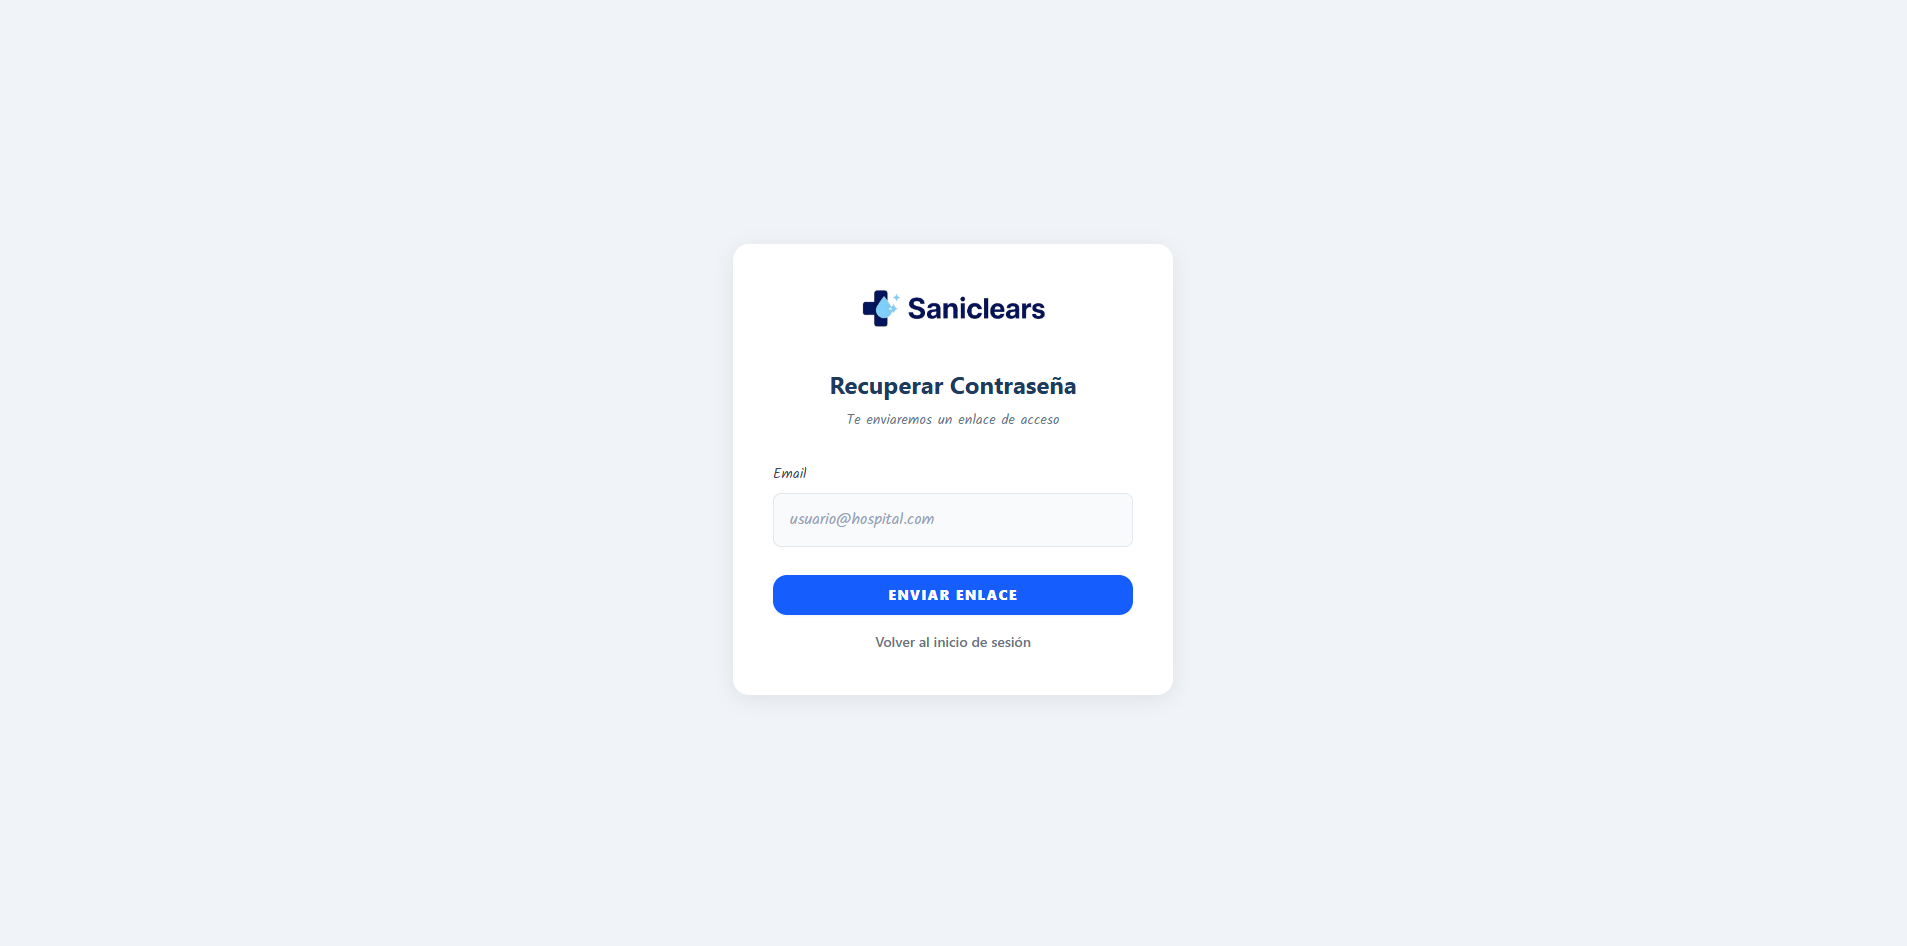 Saniclears
Recuperar Contraseña
Te enviaremos un enlace de acceso
Email
usuario@hospital.com
ENVIAR ENLACE
Volver al inicio de sesión